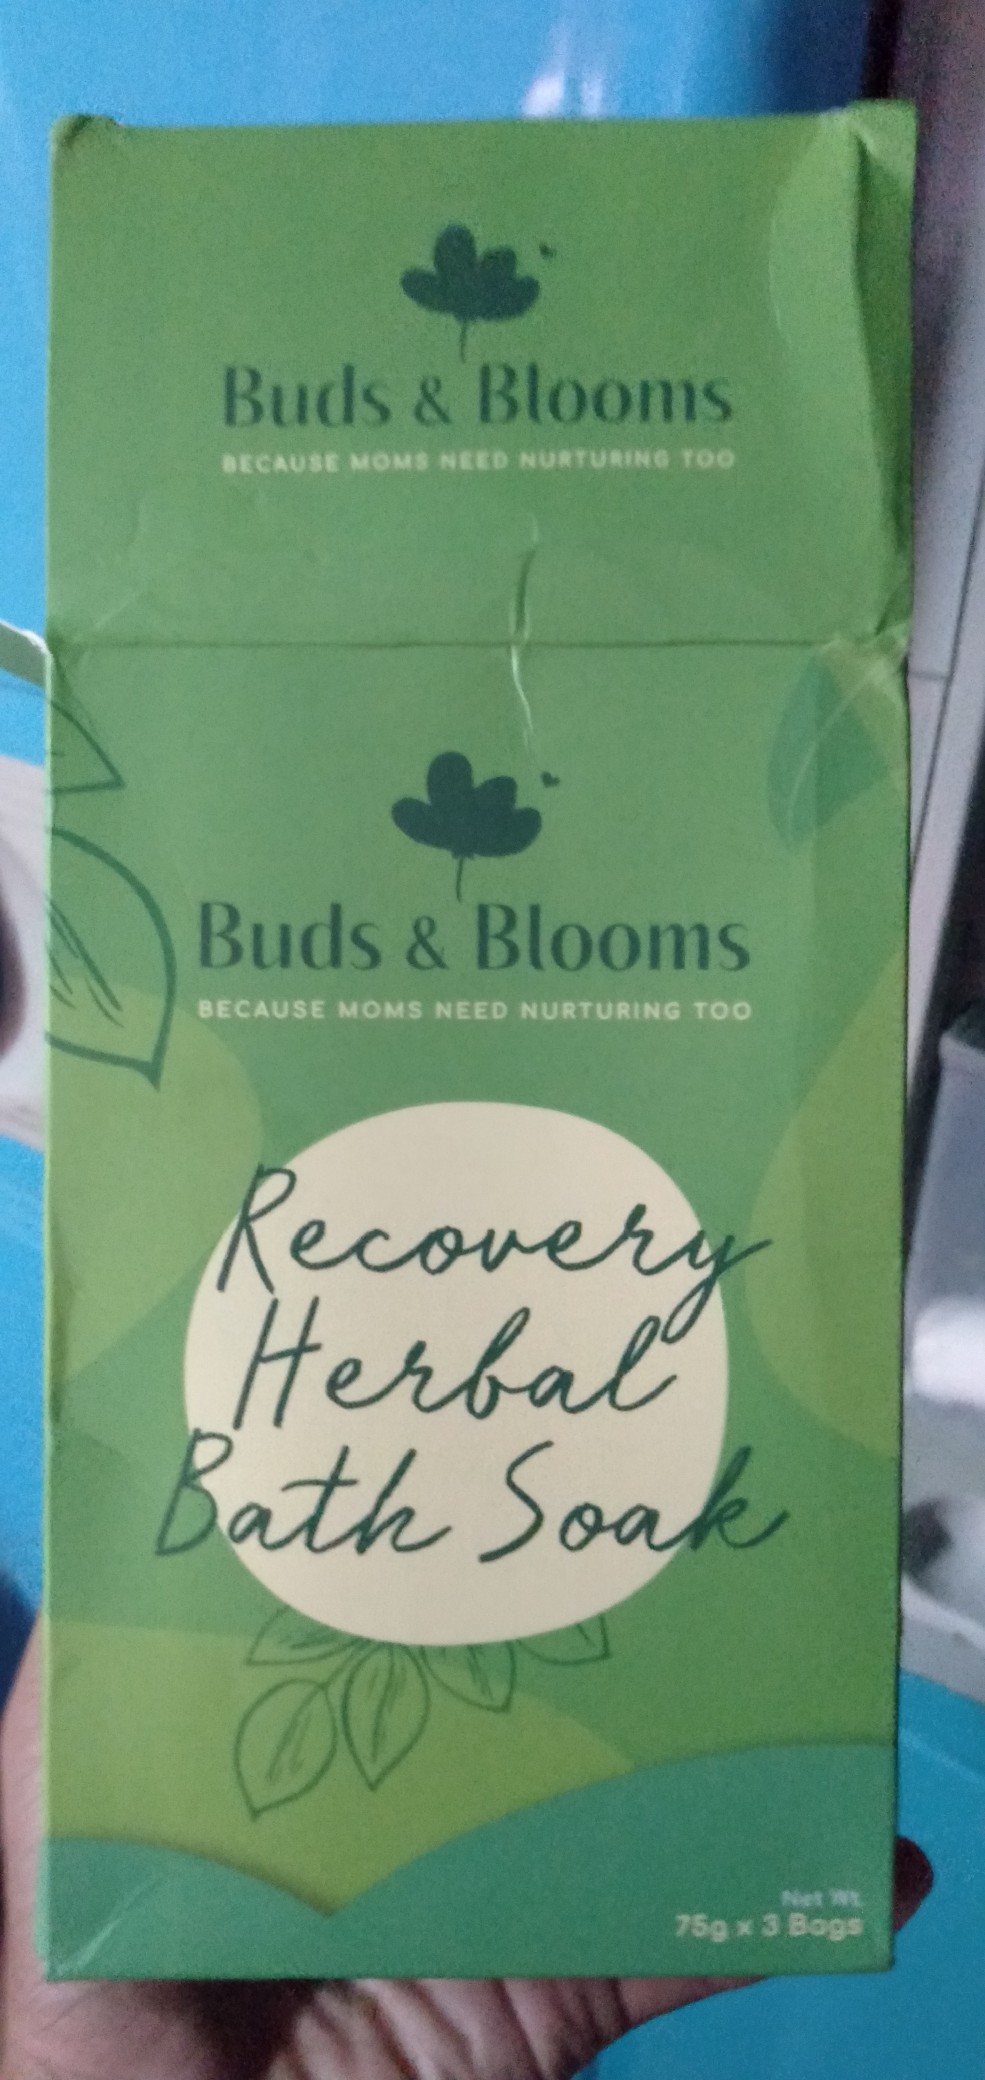 Buds & Blooms
BECAUSE MOMS NEED NURTURING TOO
Buds & Blooms
BECAUSE MOMS NEED NURTURING TOO
Recovery
Herbal
Bath Soak
Net Wt.
75g x 3 Bags